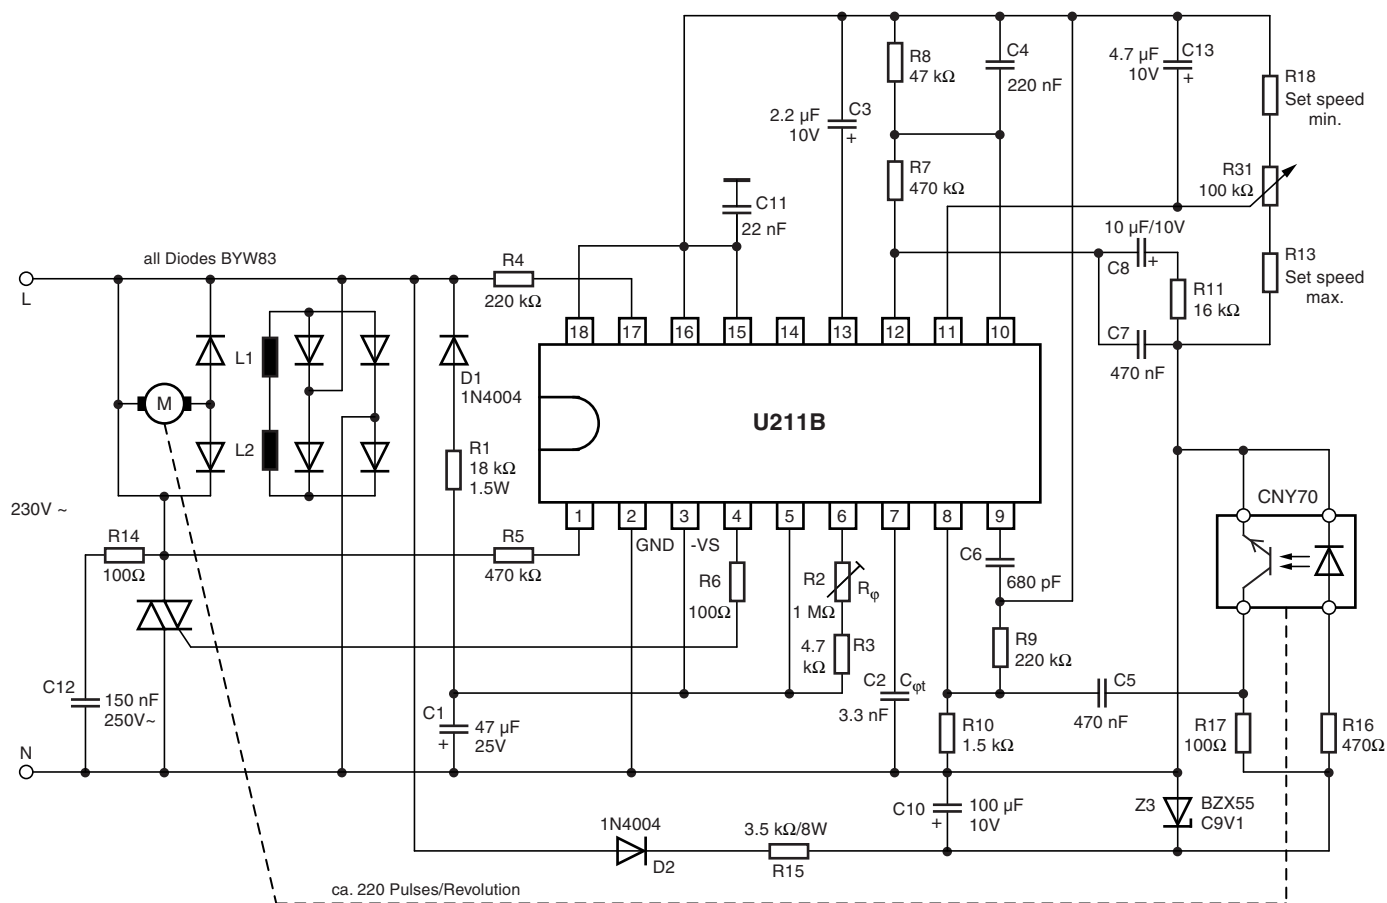 R8
47 kΩ
C4
220 nF
4.7 µF
10V
C13
+
R18
Set speed
min.
2.2 µF
10V
C3
+
R7
470 kΩ
R31
100 kΩ
C11
22 nF
10 µF/10V
C8
+
R13
Set speed
max.
all Diodes BYW83
L
R4
220 kΩ
R11
16 kΩ
C7
470 nF
18
17
16
15
14
13
12
11
10
L1
D1
1N4004
M
U211B
L2
R1
18 kΩ
1.5W
CNY70
230V ~
1
2
3
4
5
6
7
8
9
GND
-VS
R14
100Ω
R5
470 kΩ
R6
100Ω
R2
1 MΩ
Rφ
C6
680 pF
4.7
kΩ
R3
R9
220 kΩ
C12
150 nF
250V~
C1
47 µF
25V
+
C2
Cφt
3.3 nF
C5
470 nF
R10
1.5 kΩ
R17
100Ω
R16
470Ω
N
C10
100 µF
10V
+
Z3
BZX55
C9V1
1N4004
D2
3.5 kΩ/8W
R15
ca. 220 Pulses/Revolution